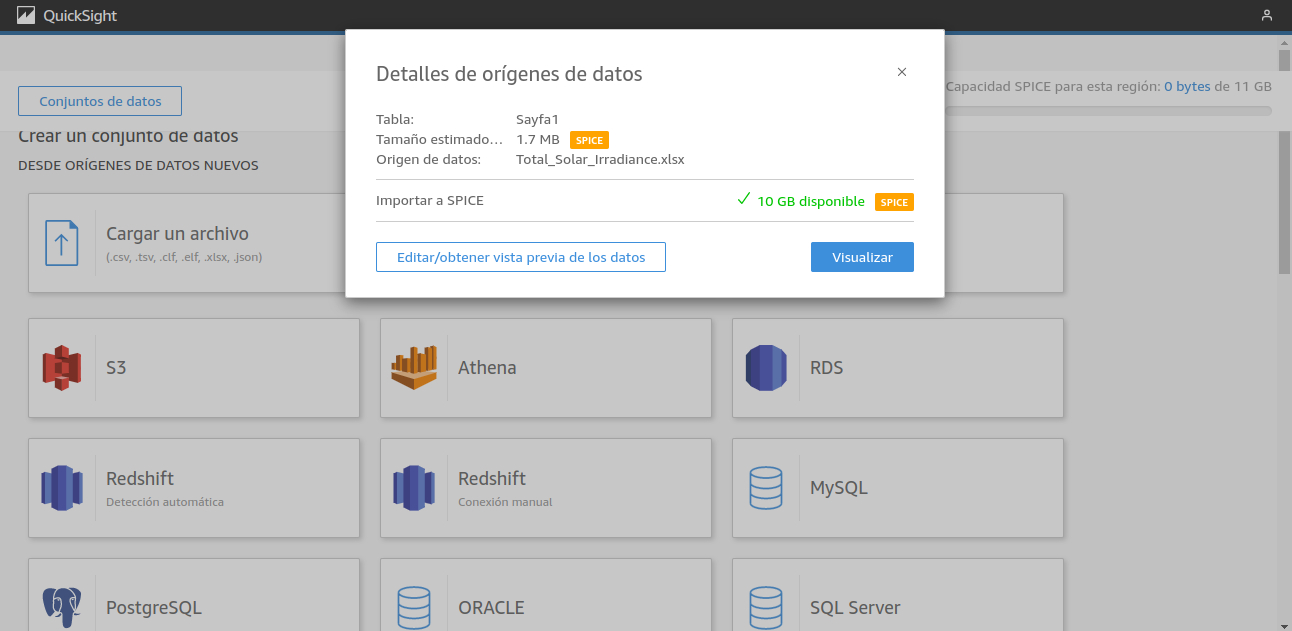 QuickSight
Detalles de orígenes de datos
Tabla: Sayfa1
Tamaño estimado... 1.7 MB SPICE
Origen de datos: Total_Solar_Irradiance.xlsx
Importar a SPICE 10 GB disponible SPICE
Editar/obtener vista previa de los datos Visualizar
Conjuntos de datos
Capacidad SPICE para esta región: 0 bytes de 11 GB
Crear un conjunto de datos
DESDE ORÍGENES DE DATOS NUEVOS
Cargar un archivo
(.csv, .tsv, .clf, .elf, .xlsx, .json)
S3 Athena RDS
Redshift Redshift MySQL
Detección automática Conexión manual
PostgreSQL ORACLE SQL Server